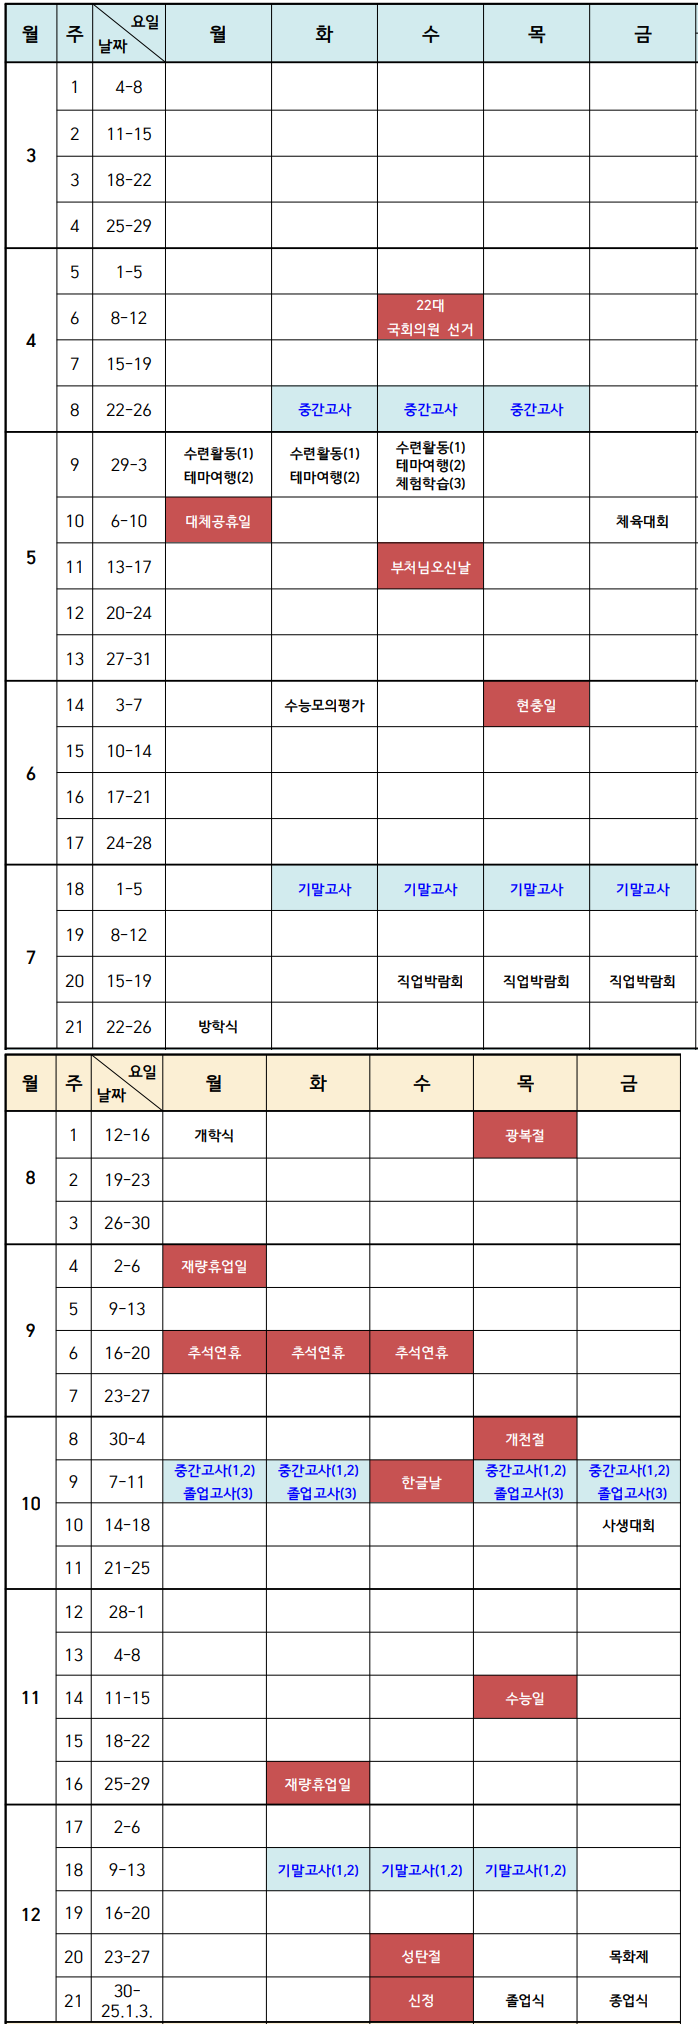 월 주 요일 날짜 월 화 수 목 금
3
1 4-8
2 11-15
3 18-22
4 25-29
4
5 1-5
6 8-12 22대 국회의원 선거
7 15-19
8 22-26 중간고사 중간고사 중간고사
5
9 29-3 수련활동(1) 테마여행(2) 수련활동(1) 테마여행(2) 수련활동(1) 테마여행(2) 체험학습(3)
10 6-10 대체공휴일 체육대회
11 13-17 부처님오신날
12 20-24
13 27-31
6
14 3-7 수능모의평가 현충일
15 10-14
16 17-21
17 24-28
7
18 1-5 기말고사 기말고사 기말고사 기말고사
19 8-12
20 15-19 직업박람회 직업박람회 직업박람회
21 22-26 방학식
월 주 요일 날짜 월 화 수 목 금
8
1 12-16 개학식 광복절
2 19-23
3 26-30
9
4 2-6 재량휴업일
5 9-13
6 16-20 추석연휴 추석연휴 추석연휴
7 23-27
10
8 30-4 개천절
9 7-11 중간고사(1,2) 졸업고사(3) 중간고사(1,2) 졸업고사(3) 한글날 중간고사(1,2) 졸업고사(3) 중간고사(1,2) 졸업고사(3)
10 14-18 사생대회
11 21-25
11
12 28-1
13 4-8
14 11-15 수능일
15 18-22
16 25-29 재량휴업일
12
17 2-6
18 9-13 기말고사(1,2) 기말고사(1,2) 기말고사(1,2)
19 16-20
20 23-27 성탄절 목화제
21 30-25.1.3. 신정 졸업식 종업식